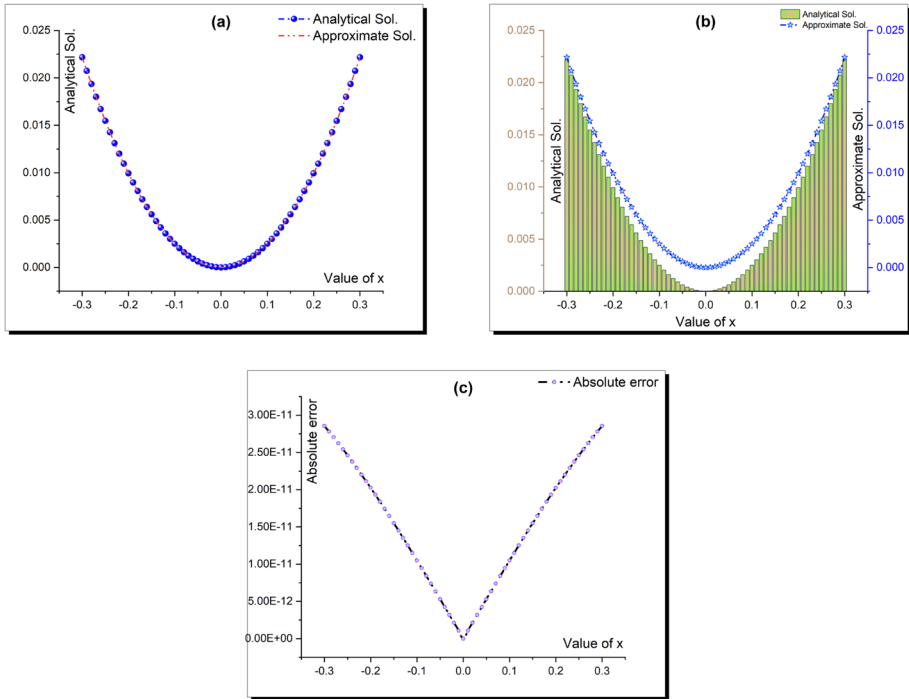 (a)
Analytical Sol.
Approximate Sol.
0.025
0.020
0.015
0.010
0.005
0.000
Analytical Sol.
Value of x
-0.3 -0.2 -0.1 0.0 0.1 0.2 0.3
(b)
Analytical Sol.
Approximate Sol.
0.025
0.020
0.015
0.010
0.005
0.000
Analytical Sol.
0.025
0.020
0.015
0.010
0.005
0.000
Approximate Sol.
-0.3 -0.2 -0.1 0.0 0.1 0.2 0.3
Value of x
(c)
Absolute error
3.00E-11
2.50E-11
2.00E-11
1.50E-11
1.00E-11
5.00E-12
0.00E+00
Absolute error
Value of x
-0.3 -0.2 -0.1 0.0 0.1 0.2 0.3